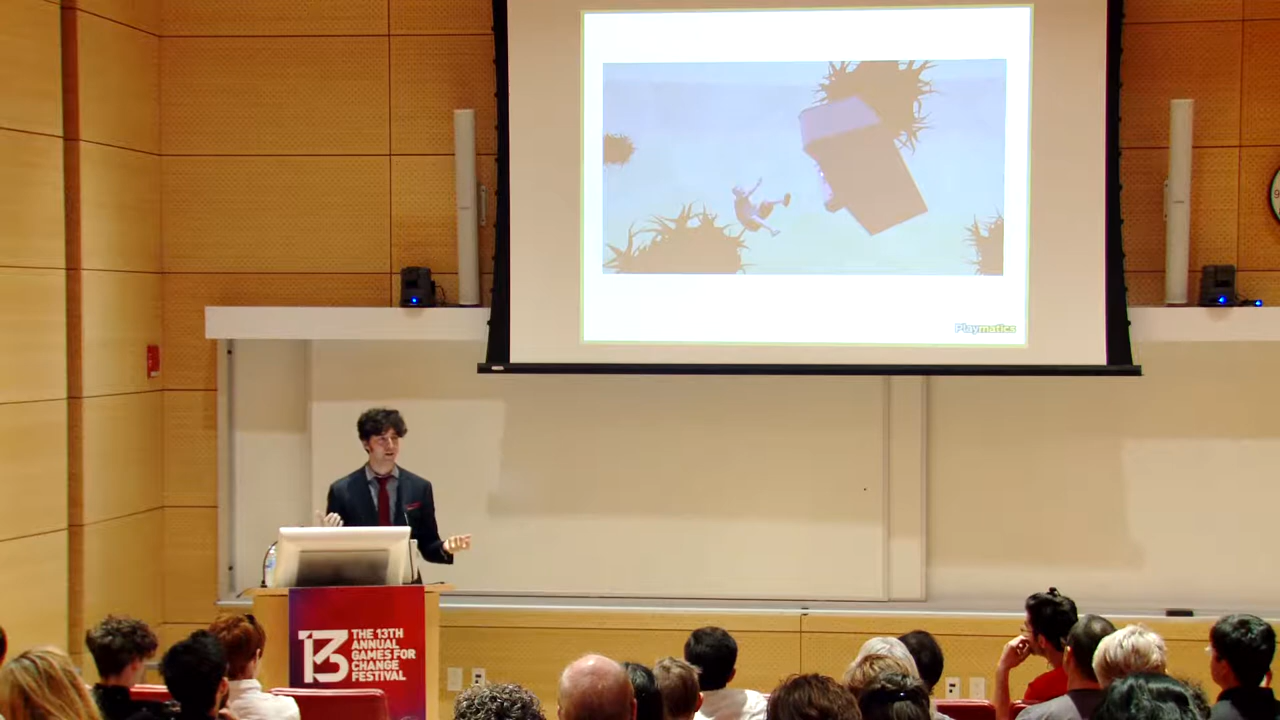 Playmatics
13
THE 13TH
ANNUAL
GAMES FOR
CHANGE
FESTIVAL